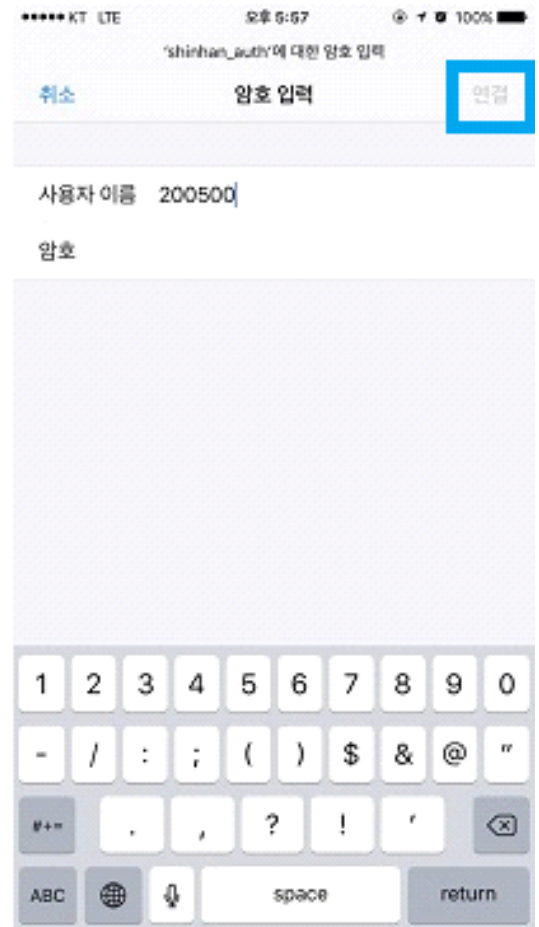 KT LTE 오후 5:57 100%
'shinhan_auth'에 대한 암호 입력
취소 암호 입력 연결
사용자 이름 200500
암호
1 2 3 4 5 6 7 8 9 0
- / : ; ( ) $ & @ "
#+= . , ? ! ' 
ABC space return